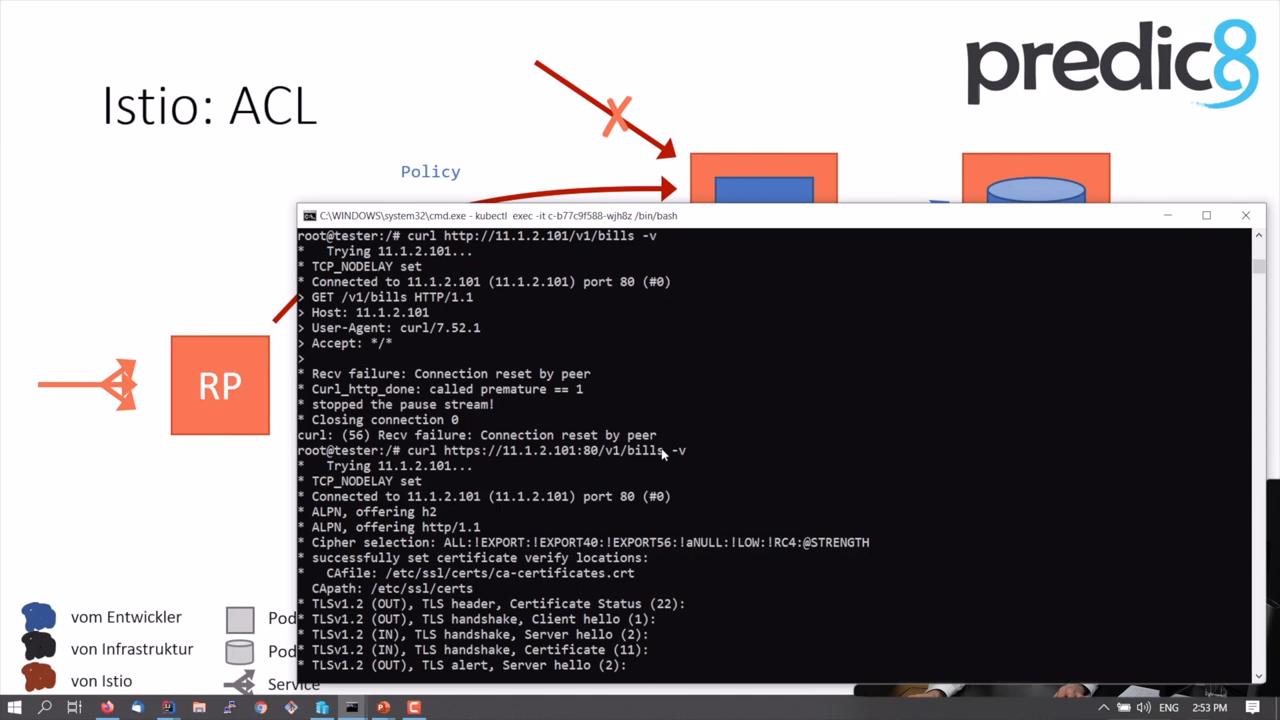 predic8
Istio: ACL
Policy
C:\WINDOWS\system32\cmd.exe - kubectl  exec -it c-b77c9f588-wjh8z /bin/bash
root@tester:/# curl http://11.1.2.101/v1/bills -v
*   Trying 11.1.2.101...
* TCP_NODELAY set
* Connected to 11.1.2.101 (11.1.2.101) port 80 (#0)
> GET /v1/bills HTTP/1.1
> Host: 11.1.2.101
> User-Agent: curl/7.52.1
> Accept: */*
>
* Recv failure: Connection reset by peer
* Curl_http_done: called premature == 1
* stopped the pause stream!
* Closing connection 0
curl: (56) Recv failure: Connection reset by peer
root@tester:/# curl https://11.1.2.101:80/v1/bills -v
*   Trying 11.1.2.101...
* TCP_NODELAY set
* Connected to 11.1.2.101 (11.1.2.101) port 80 (#0)
* ALPN, offering h2
* ALPN, offering http/1.1
* Cipher selection: ALL:!EXPORT:!EXPORT40:!EXPORT56:!aNULL:!LOW:!RC4:@STRENGTH
* successfully set certificate verify locations:
*   CAfile: /etc/ssl/certs/ca-certificates.crt
  CApath: /etc/ssl/certs
* TLSv1.2 (OUT), TLS header, Certificate Status (22):
* TLSv1.2 (OUT), TLS handshake, Client hello (1):
* TLSv1.2 (IN), TLS handshake, Server hello (2):
* TLSv1.2 (IN), TLS handshake, Certificate (11):
* TLSv1.2 (OUT), TLS alert, Server hello (2):
RP
vom Entwickler
Pod
von Infrastruktur
Pod
von Istio
Service
ENG
2:53 PM